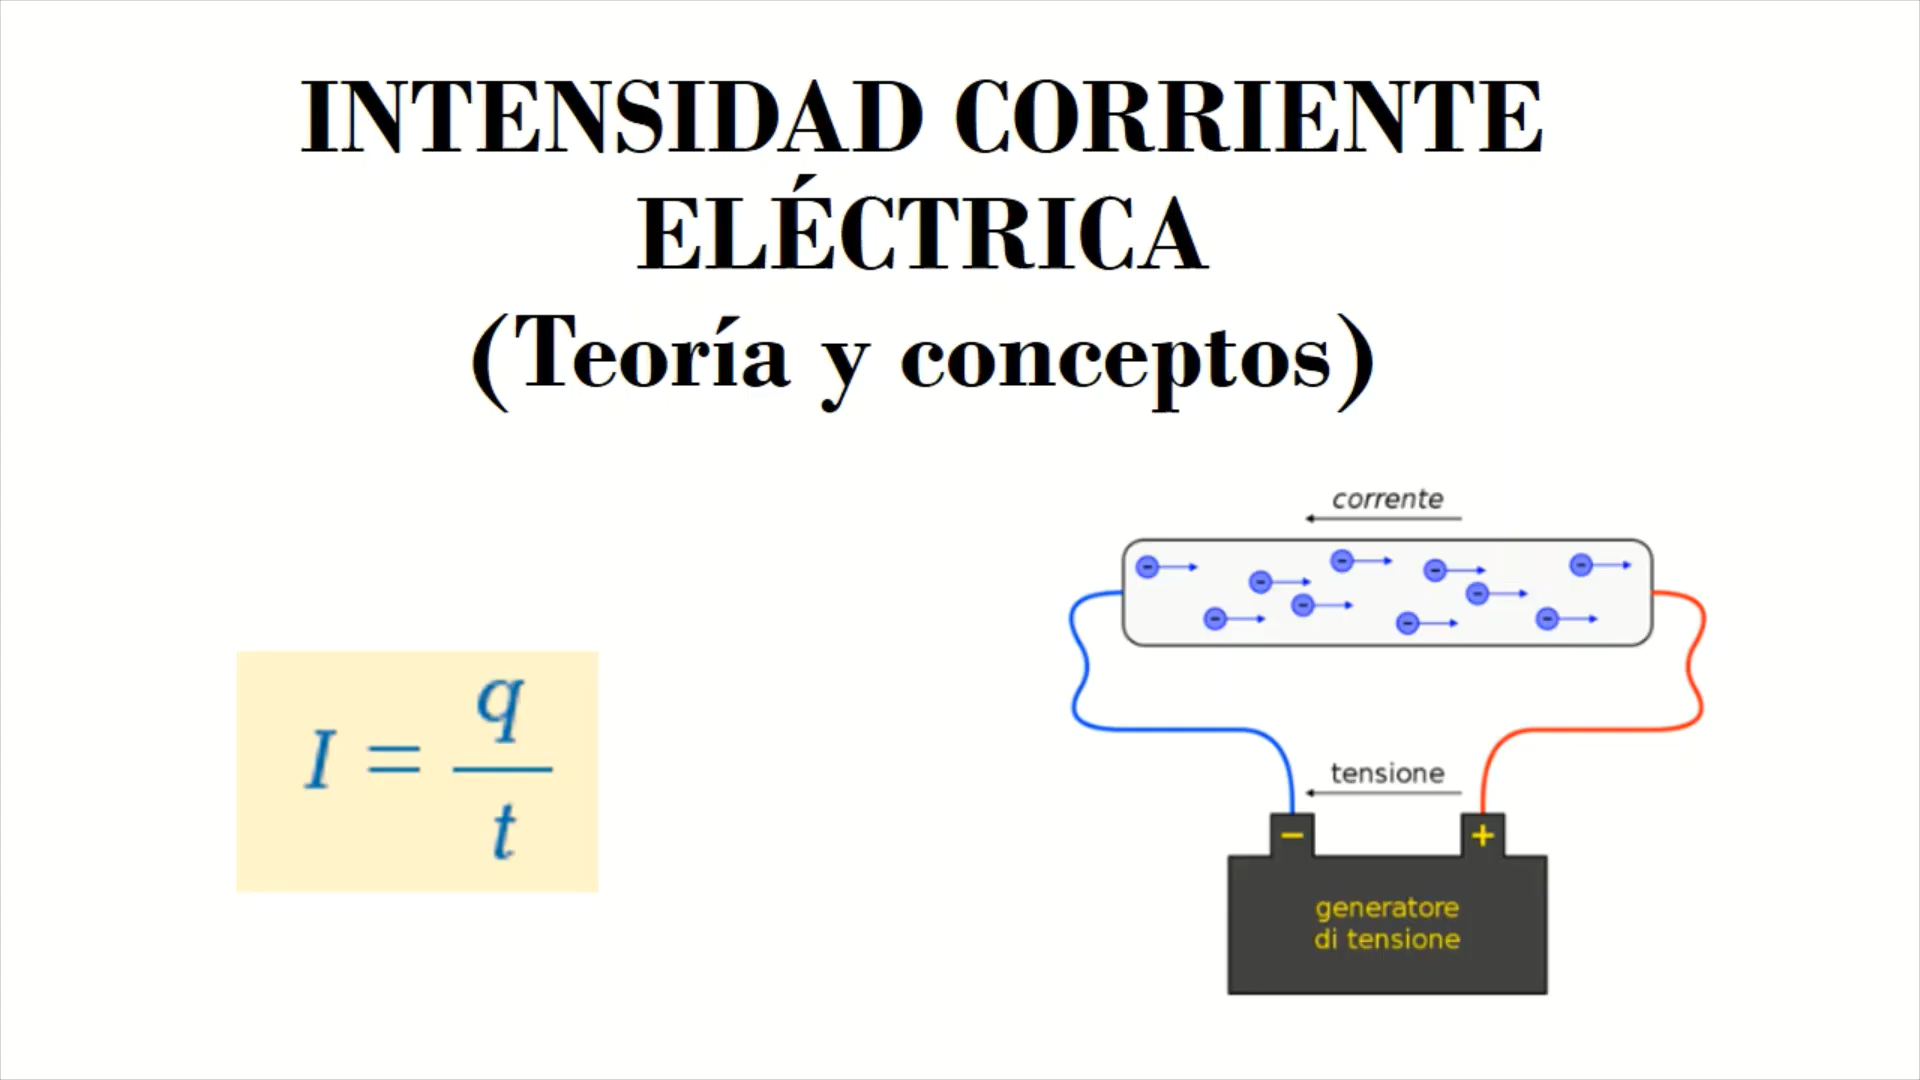 INTENSIDAD CORRIENTE
ELÉCTRICA
(Teoría y conceptos)
I = q / t
corrente
tensione
− +
generatore
di tensione